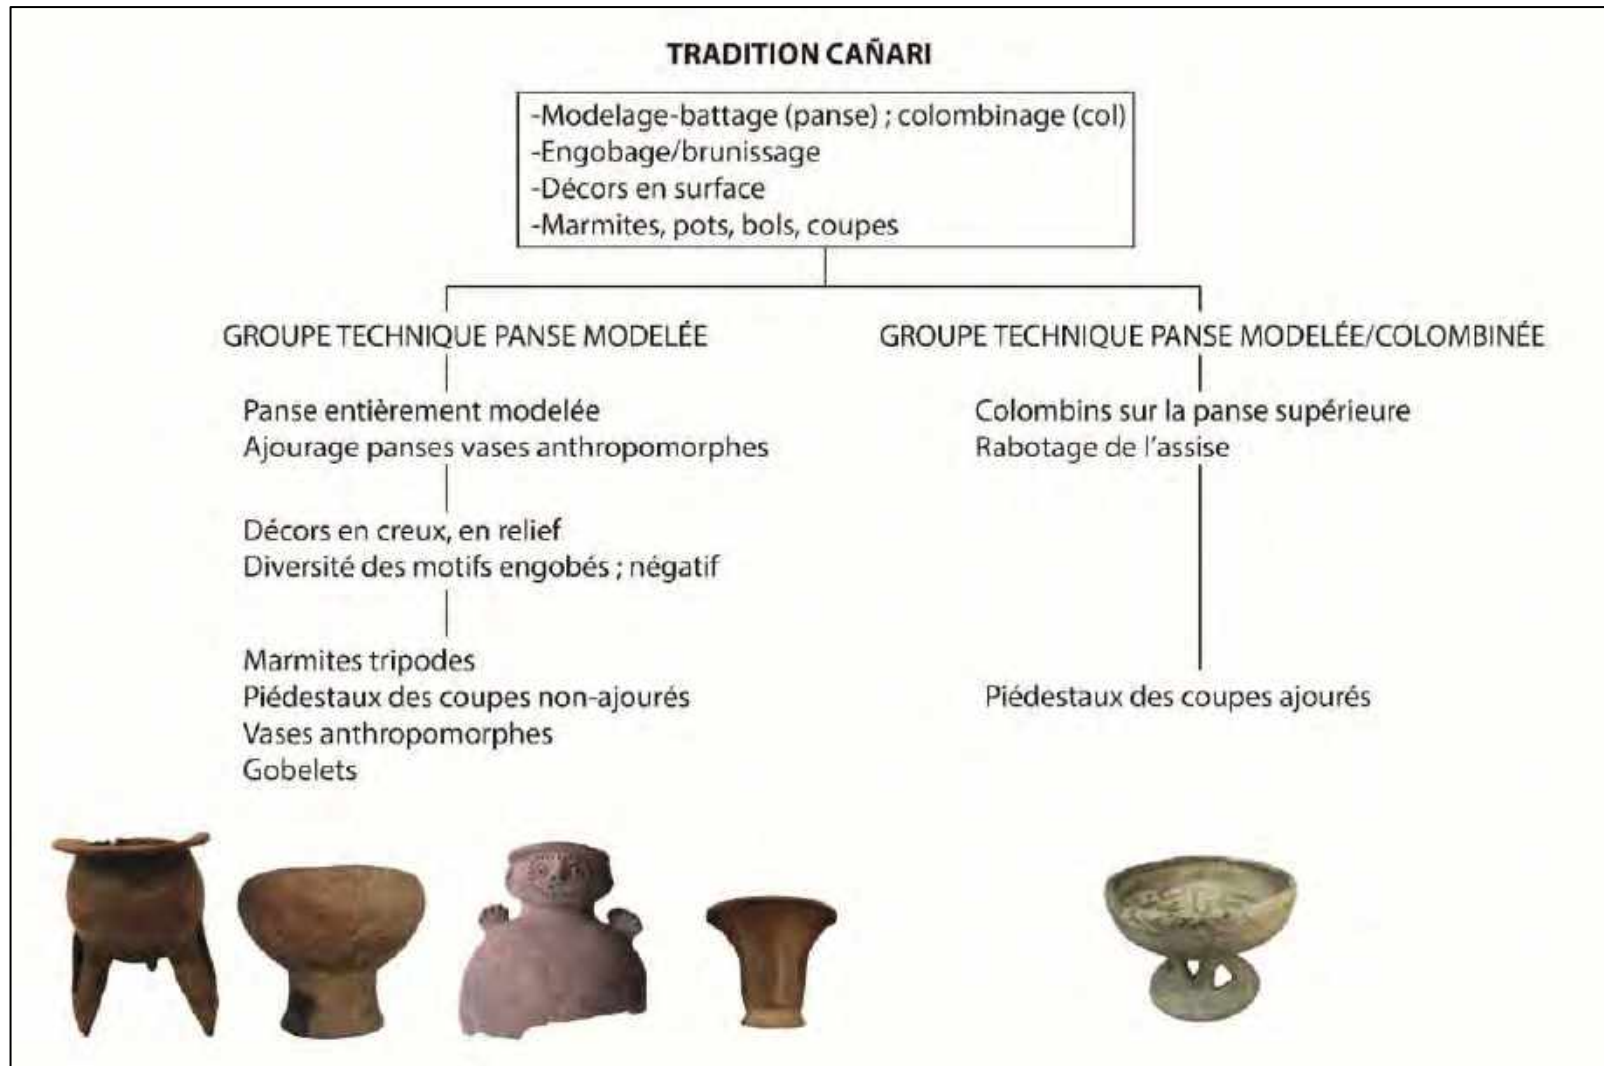 TRADITION CAÑARI
-Modelage-battage (panse) ; colombinage (col)
-Engobage/brunissage
-Décors en surface
-Marmites, pots, bols, coupes
GROUPE TECHNIQUE PANSE MODELÉE
Panse entièrement modelée
Ajourage panses vases anthropomorphes
Décors en creux, en relief
Diversité des motifs engobés ; négatif
Marmites tripodes
Piédestaux des coupes non-ajourés
Vases anthropomorphes
Gobelets
GROUPE TECHNIQUE PANSE MODELÉE/COLOMBINÉE
Colombins sur la panse supérieure
Rabotage de l'assise
Piédestaux des coupes ajourés